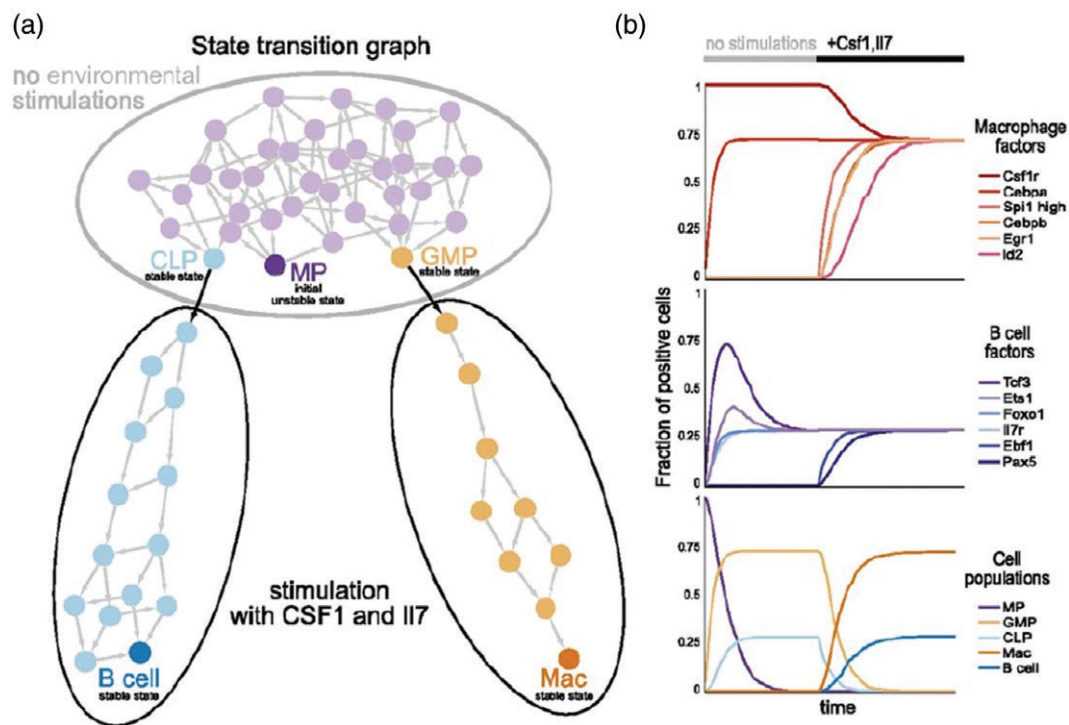 (a)
State transition graph
no environmental
stimulations
CLP
stable state
MP
initial
unstable state
GMP
stable state
stimulation
with CSF1 and Il7
B cell
stable state
Mac
stable state
(b)
no stimulations
+Csf1,Il7
Fraction of positive cells
1
0.75
0.5
0.25
0
Macrophage
factors
Csf1r
Cebpa
Spi1 high
Cebpb
Egr1
Id2
1
0.75
0.5
0.25
0
B cell
factors
Tcf3
Ets1
Foxo1
Il7r
Ebf1
Pax5
1
0.75
0.5
0.25
0
Cell
populations
MP
GMP
CLP
Mac
B cell
time